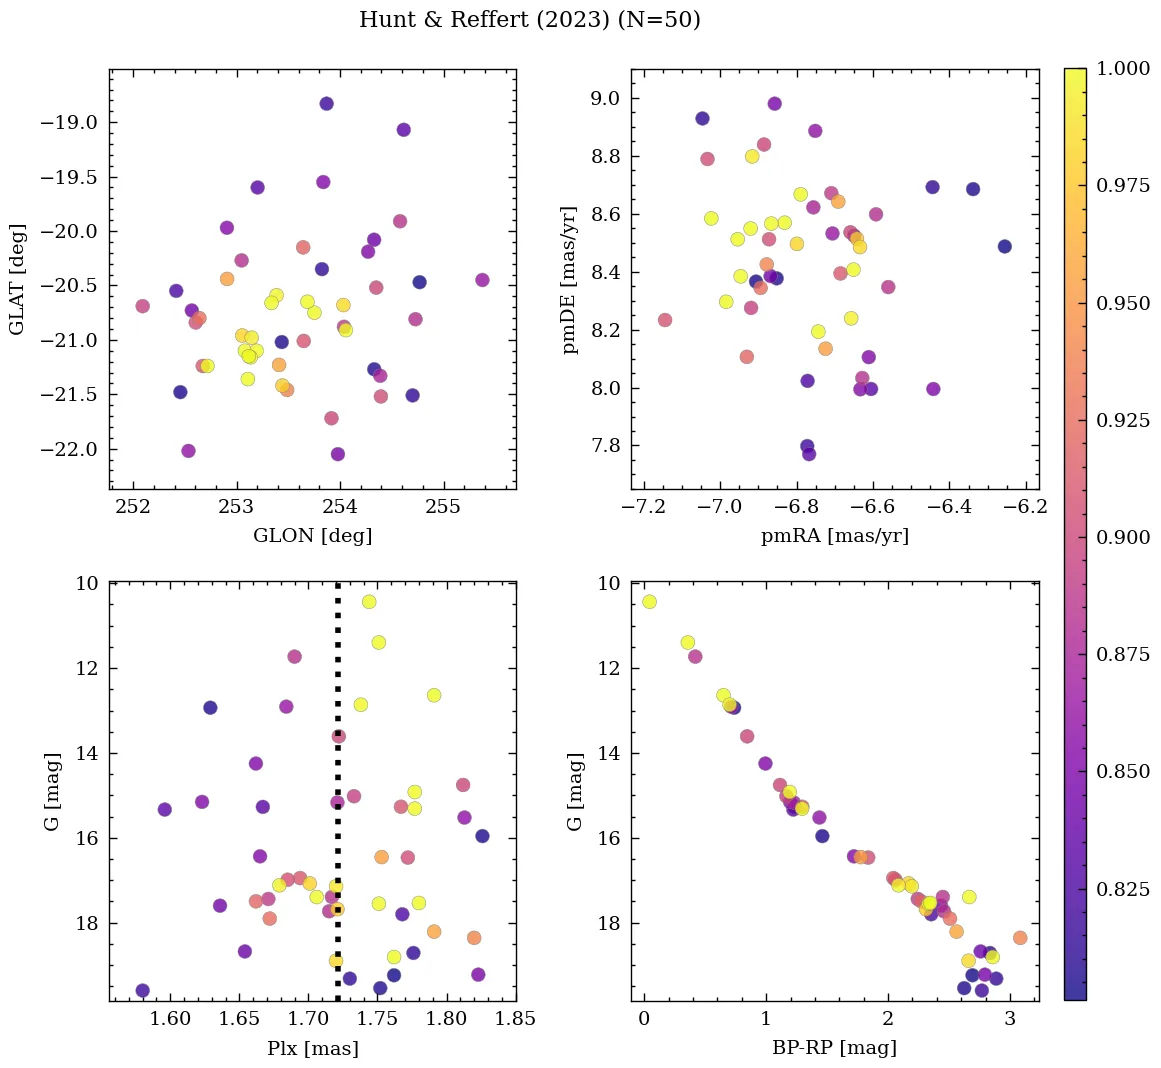 Hunt & Reffert (2023) (N=50)
−19.0
−19.5
−20.0
−20.5
−21.0
−21.5
−22.0
GLAT [deg]
252 253 254 255
GLON [deg]
9.0
8.8
8.6
8.4
8.2
8.0
7.8
pmDE [mas/yr]
−7.2 −7.0 −6.8 −6.6 −6.4 −6.2
pmRA [mas/yr]
10
12
14
16
18
G [mag]
1.60 1.65 1.70 1.75 1.80 1.85
Plx [mas]
10
12
14
16
18
G [mag]
0 1 2 3
BP-RP [mag]
1.000
0.975
0.950
0.925
0.900
0.875
0.850
0.825